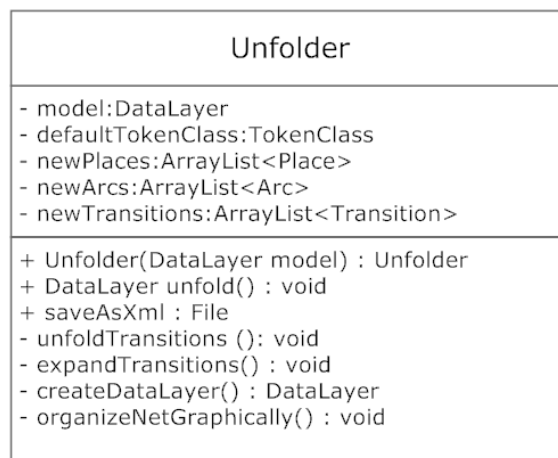 Unfolder
- model:DataLayer
- defaultTokenClass:TokenClass
- newPlaces:ArrayList<Place>
- newArcs:ArrayList<Arc>
- newTransitions:ArrayList<Transition>
+ Unfolder(DataLayer model) : Unfolder
+ DataLayer unfold() : void
+ saveAsXml : File
- unfoldTransitions (): void
- expandTransitions() : void
- createDataLayer() : DataLayer
- organizeNetGraphically() : void